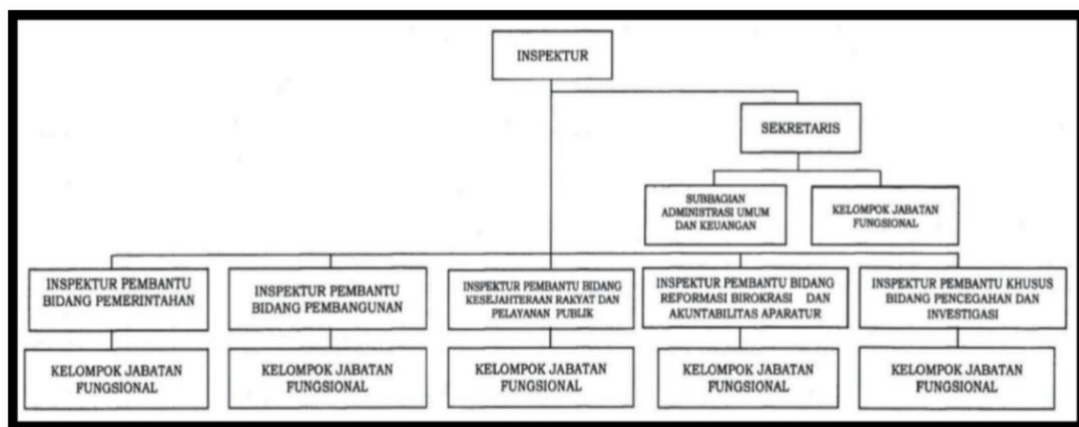 INSPEKTUR
SEKRETARIS
SUBBAGIAN
ADMINISTRASI UMUM
DAN KEUANGAN
KELOMPOK JABATAN
FUNGSIONAL
INSPEKTUR PEMBANTU
BIDANG PEMERINTAHAN
INSPEKTUR PEMBANTU
BIDANG PEMBANGUNAN
INSPEKTUR PEMBANTU BIDANG
KESEJAHTERAAN RAKYAT DAN
PELAYANAN PUBLIK
INSPEKTUR PEMBANTU BIDANG
REFORMASI BIROKRASI DAN
AKUNTABILITAS APARATUR
INSPEKTUR PEMBANTU KHUSUS
BIDANG PENCEGAHAN DAN
INVESTIGASI
KELOMPOK JABATAN
FUNGSIONAL
KELOMPOK JABATAN
FUNGSIONAL
KELOMPOK JABATAN
FUNGSIONAL
KELOMPOK JABATAN
FUNGSIONAL
KELOMPOK JABATAN
FUNGSIONAL